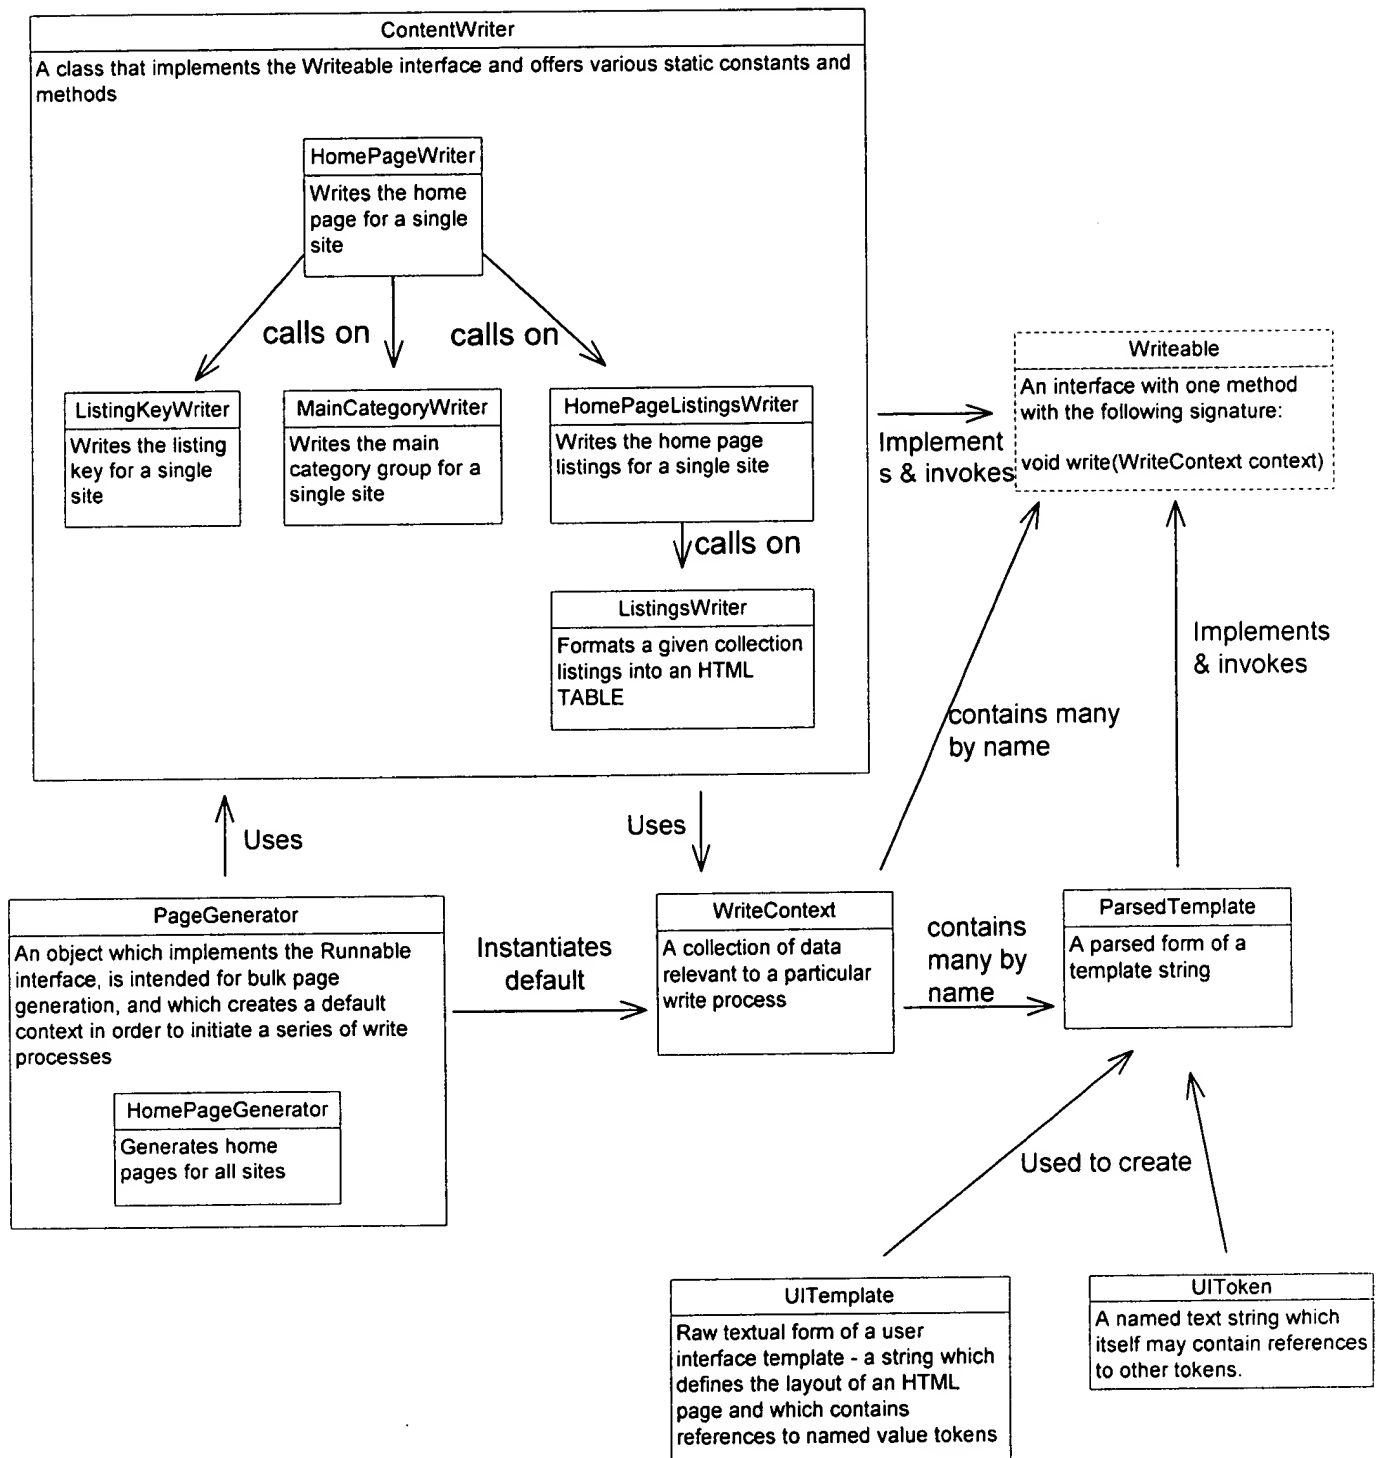 ContentWriter
A class that implements the Writeable interface and offers various static constants and
methods
HomePageWriter
Writes the home
page for a single
site
calls on
calls on
ListingKeyWriter
Writes the listing
key for a single
site
MainCategoryWriter
Writes the main
category group for a
single site
HomePageListingsWriter
Writes the home page
listings for a single site
calls on
ListingsWriter
Formats a given collection
listings into an HTML
TABLE
Implement
s & invokes
Writeable
An interface with one method
with the following signature:
void write(WriteContext context)
Implements
& invokes
contains many
by name
Uses
Uses
PageGenerator
An object which implements the Runnable
interface, is intended for bulk page
generation, and which creates a default
context in order to initiate a series of write
processes
HomePageGenerator
Generates home
pages for all sites
Instantiates
default
WriteContext
A collection of data
relevant to a particular
write process
contains
many by
name
ParsedTemplate
A parsed form of a
template string
Used to create
UITemplate
Raw textual form of a user
interface template - a string which
defines the layout of an HTML
page and which contains
references to named value tokens
UIToken
A named text string which
itself may contain references
to other tokens.